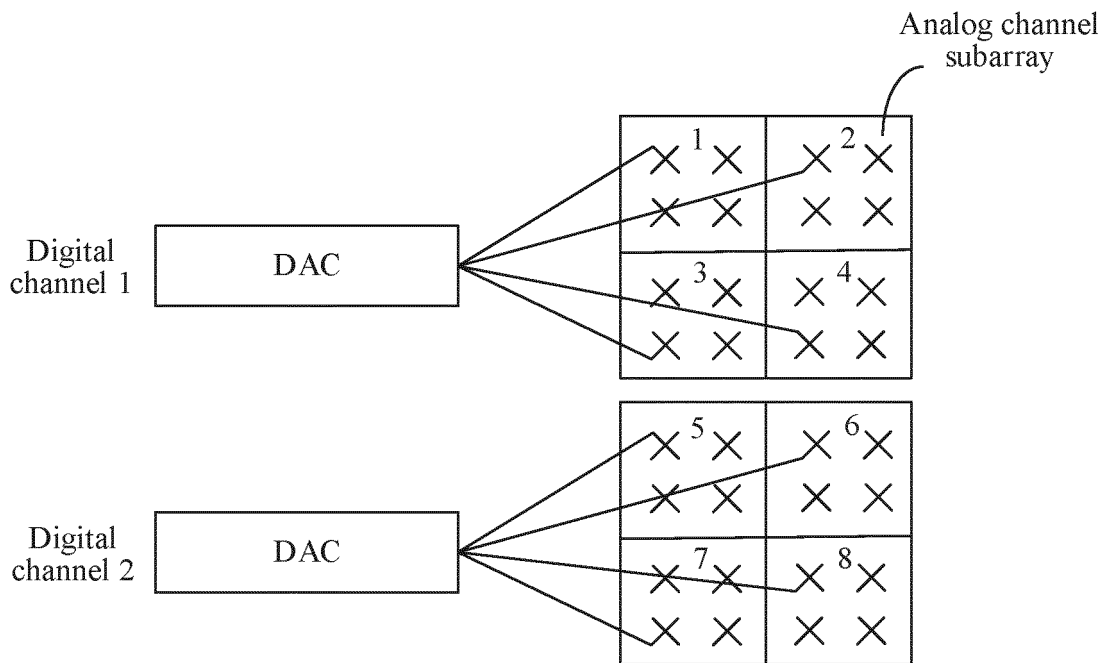 Analog channel
subarray
1
2
Digital
channel 1
DAC
3
4
5
6
Digital
channel 2
DAC
7
8